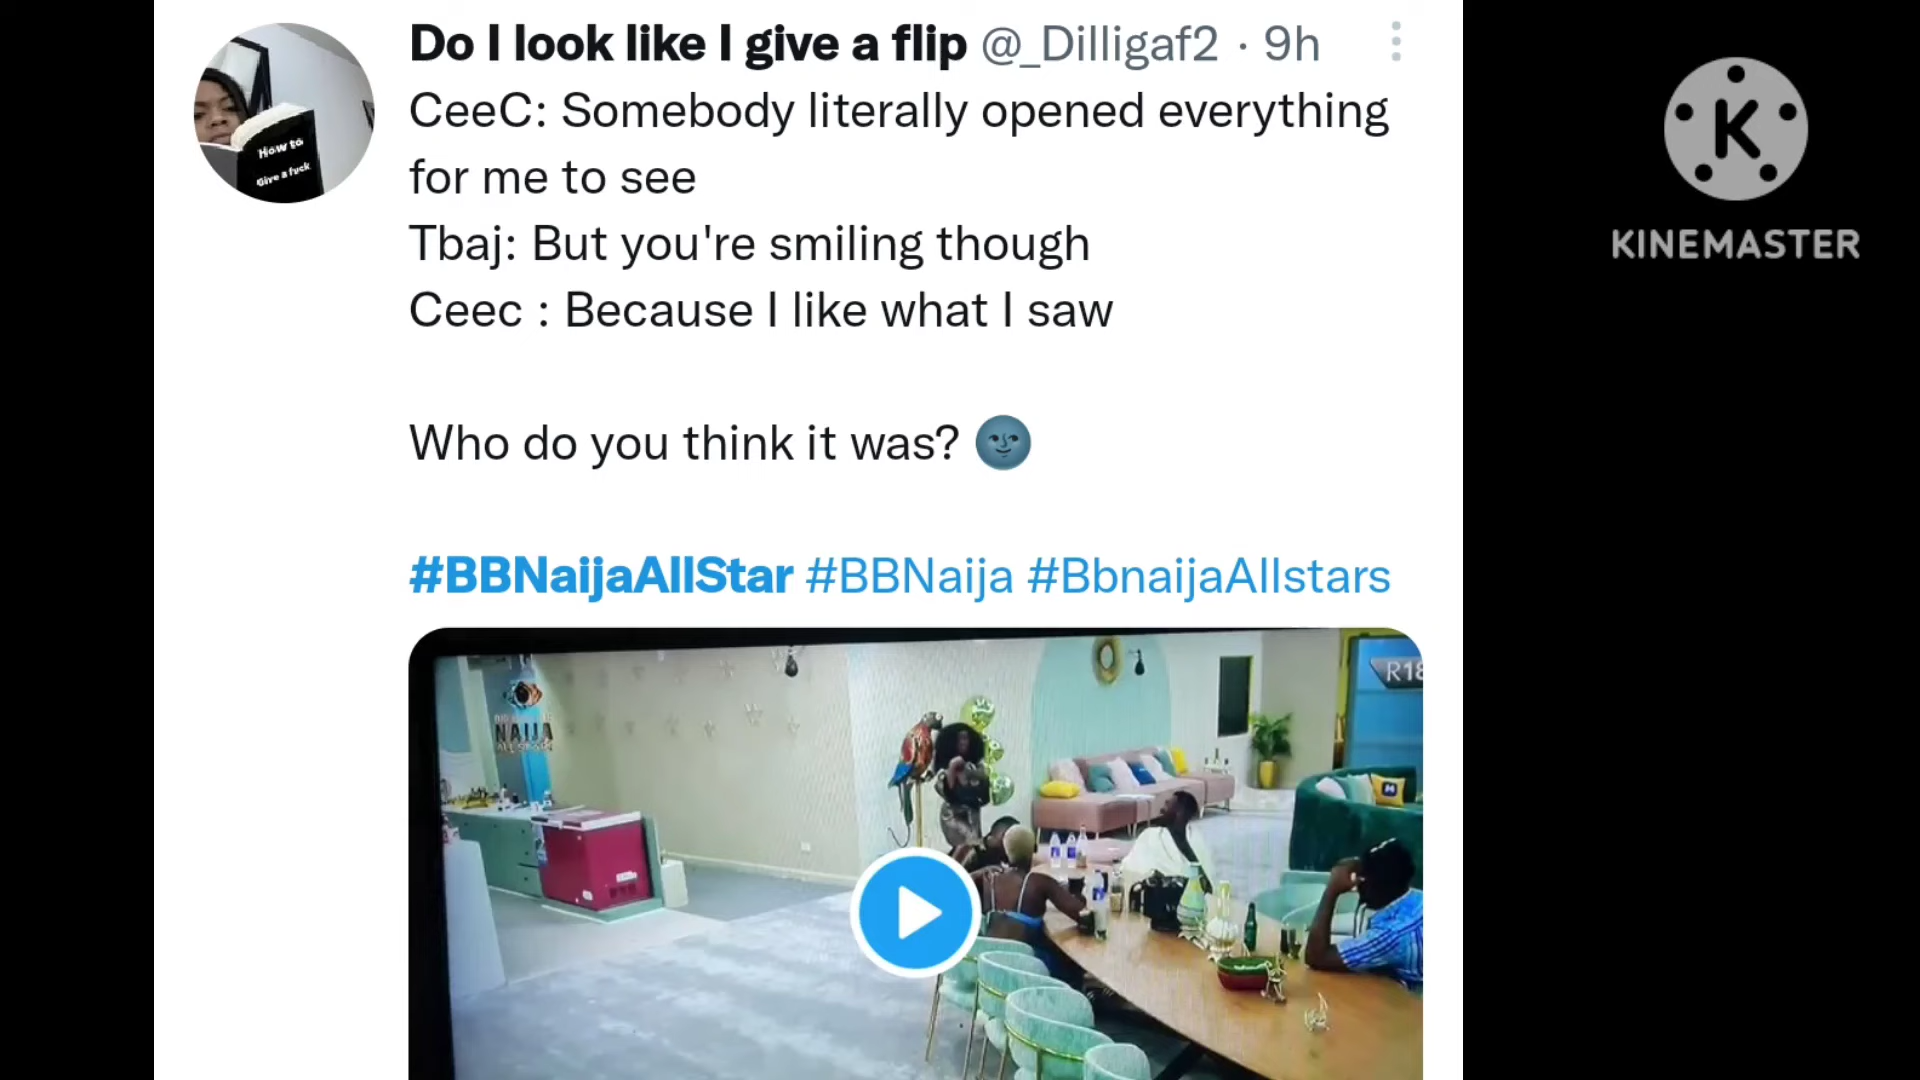 Do I look like I give a flip @_Dilligaf2 · 9h
CeeC: Somebody literally opened everything
for me to see
Tbaj: But you're smiling though
Ceec : Because I like what I saw
Who do you think it was? 🌚
#BBNaijaAllStar #BBNaija #BbnaijaAllstars
How to
Give a fuck
K
KINEMASTER
R18
NAIJA